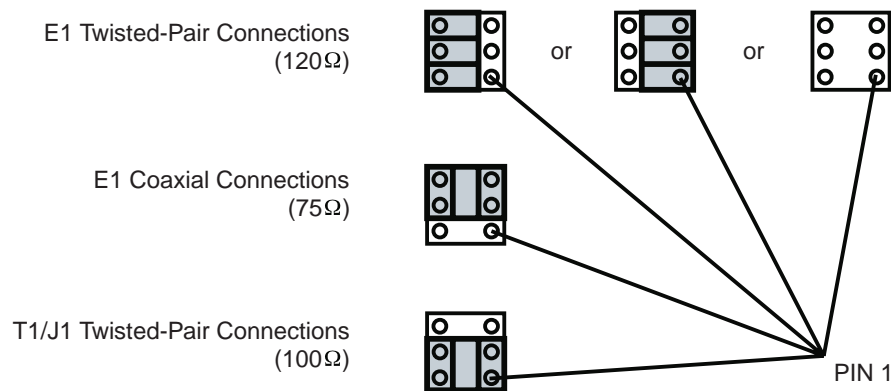 E1 Twisted-Pair Connections
(120Ω)
or
or
E1 Coaxial Connections
(75Ω)
T1/J1 Twisted-Pair Connections
(100Ω)
PIN 1